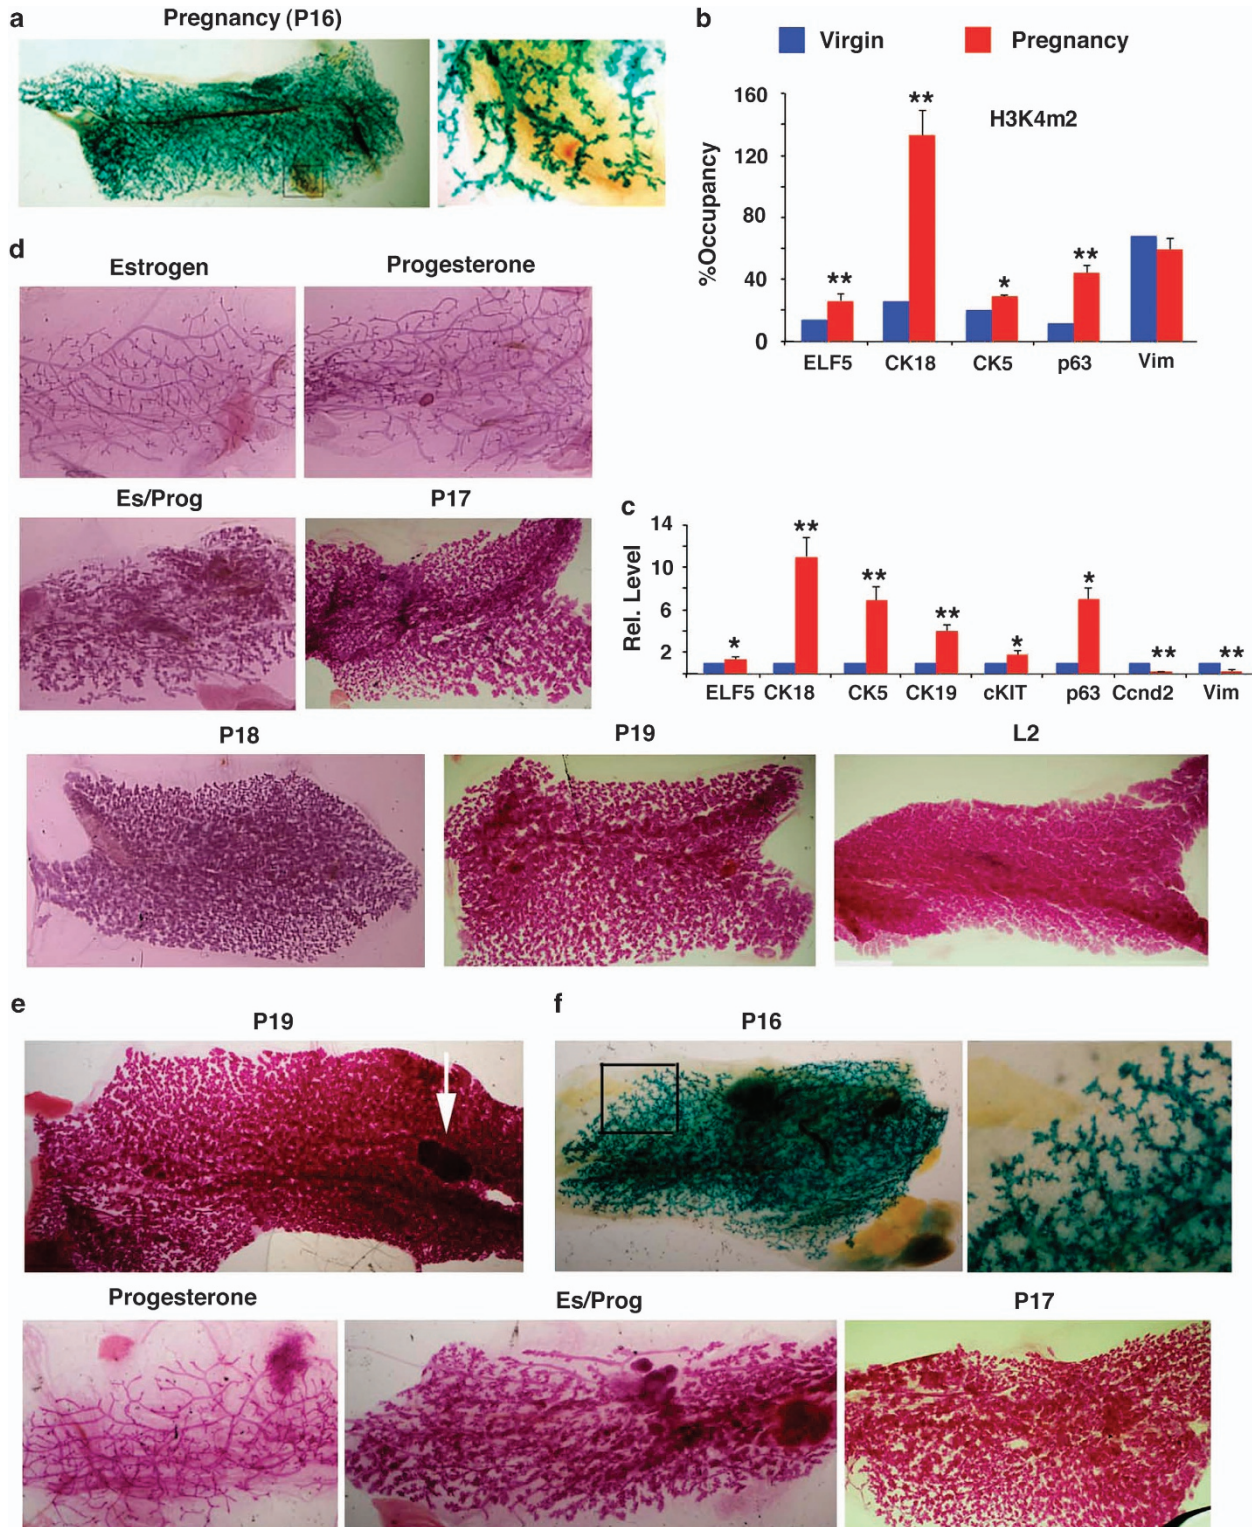 a
Pregnancy (P16)
b
Virgin
Pregnancy
H3K4m2
%Occupancy
160
120
80
40
0
**
**
*
**
ELF5
CK18
CK5
p63
Vim
d
Estrogen
Progesterone
Es/Prog
P17
c
Rel. Level
14
10
6
2
*
**
**
**
*
*
**
**
ELF5
CK18
CK5
CK19
cKIT
p63
Ccnd2
Vim
P18
P19
L2
e
P19
f
P16
Progesterone
Es/Prog
P17